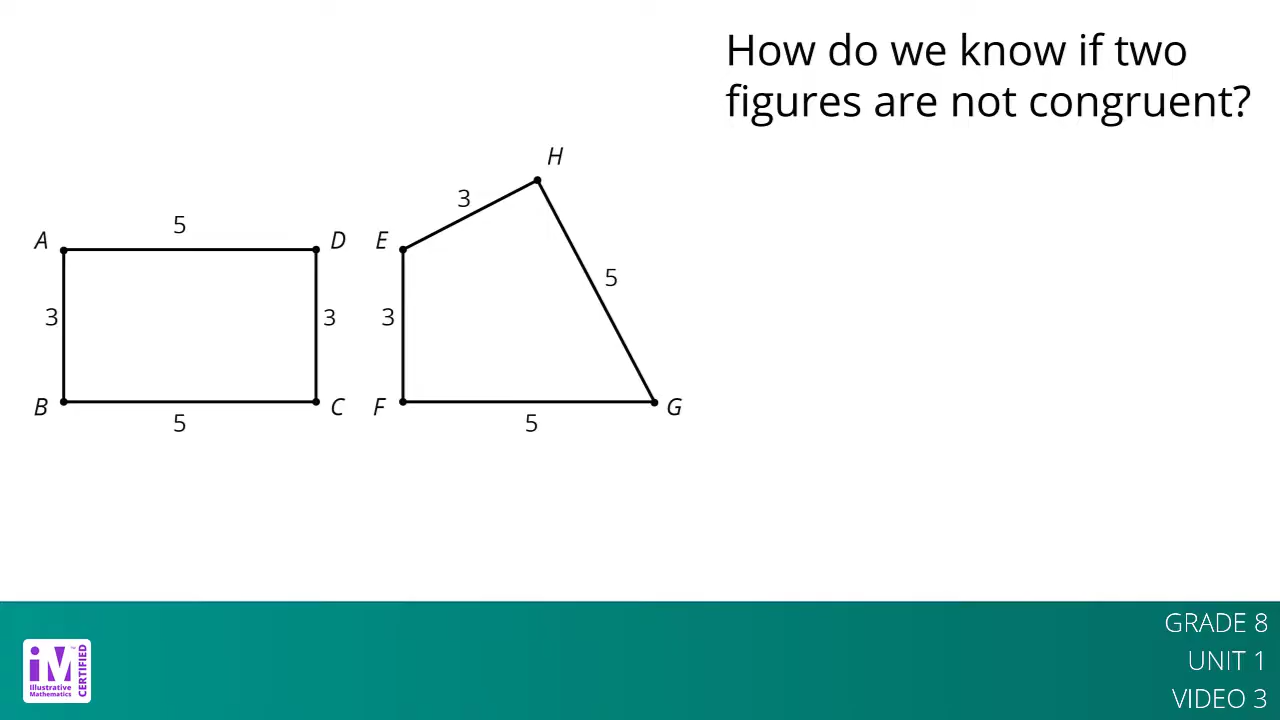 How do we know if two
figures are not congruent?
H
3
5
A
D
E
5
3
3
3
B
C
F
G
5
5
GRADE 8
UNIT 1
VIDEO 3
iM
Illustrative
Mathematics
CERTIFIED